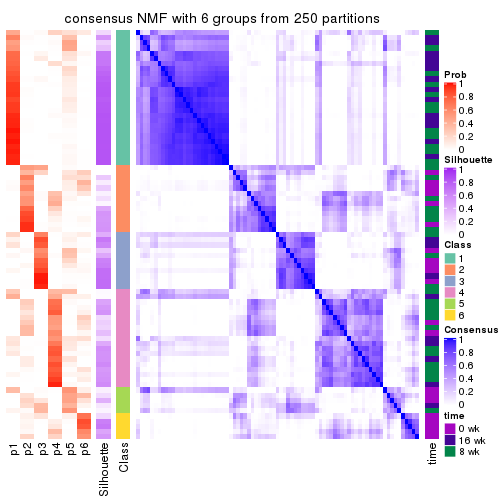 consensus NMF with 6 groups from 250 partitions
Prob
1
0.8
0.6
0.4
0.2
0
Silhouette
1
0.8
0.6
0.4
0.2
0
Class
1
2
3
4
5
6
Consensus
1
0.8
0.6
0.4
0.2
0
time
0 wk
16 wk
8 wk
p1
p2
p3
p4
p5
p6
Silhouette
Class
time